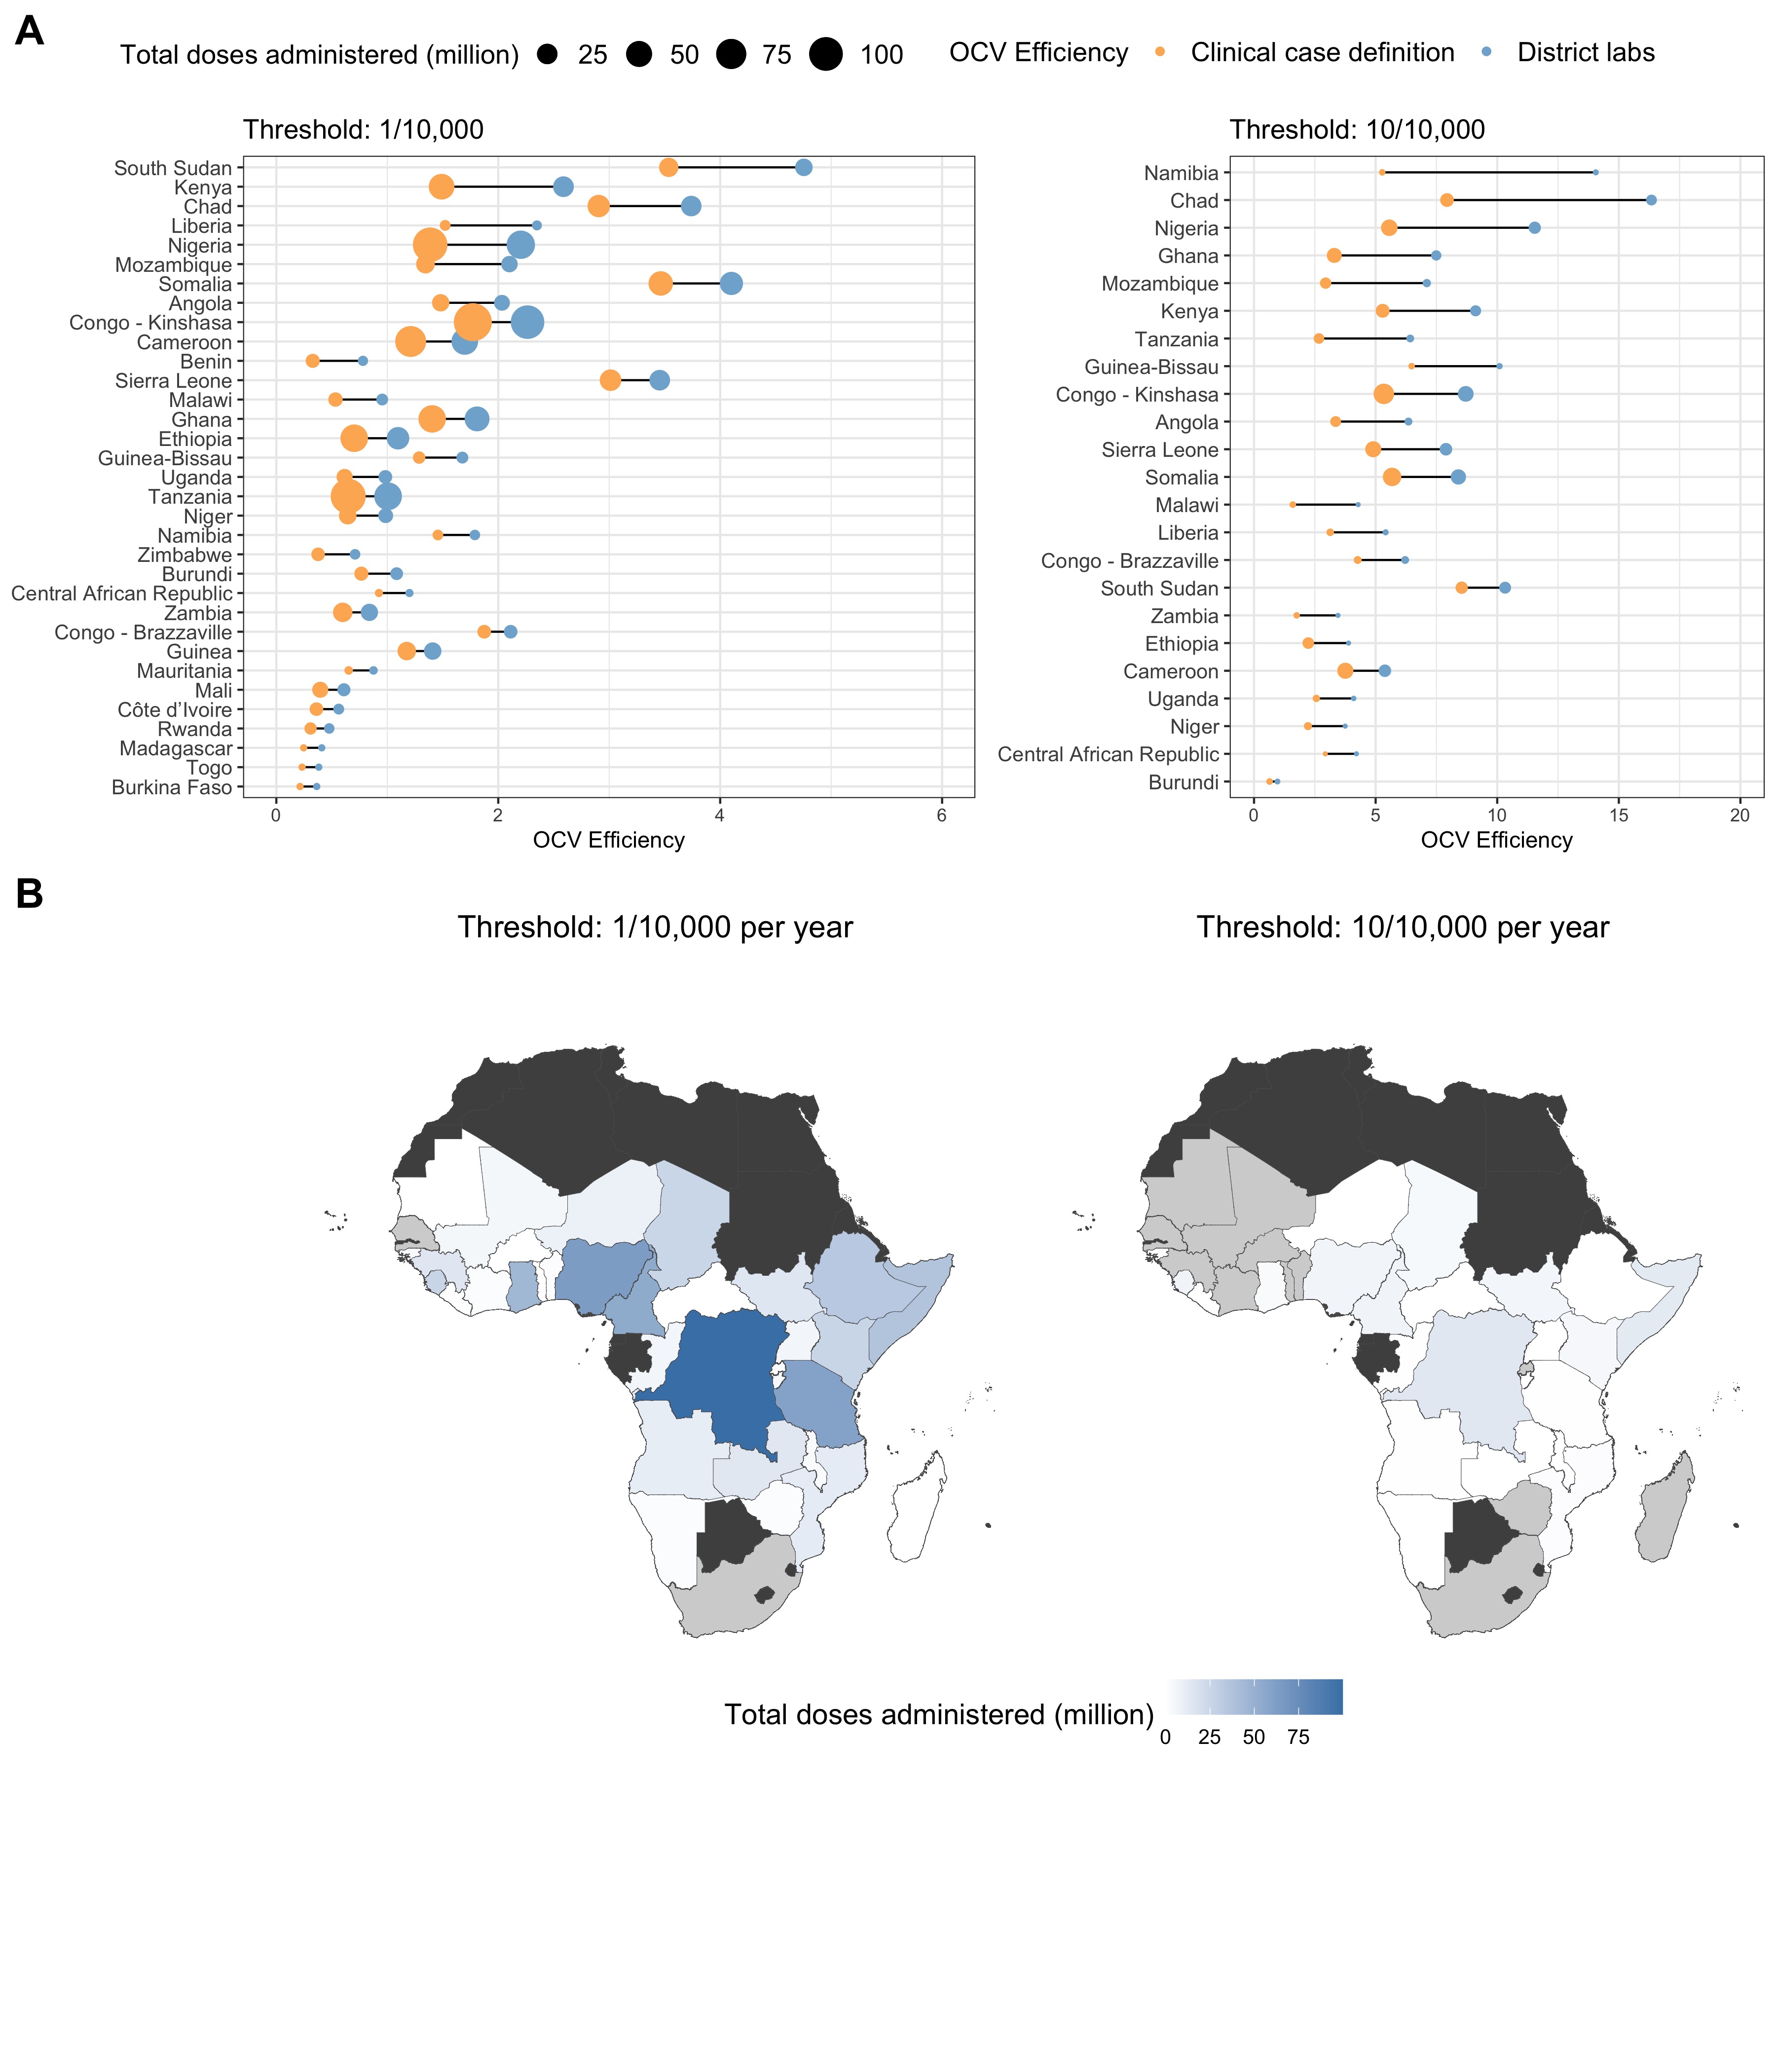 A
Total doses administered (million) 25 50 75 100 OCV Efficiency Clinical case definition District labs
Threshold: 1/10,000
South Sudan
Kenya
Chad
Liberia
Nigeria
Mozambique
Somalia
Angola
Congo - Kinshasa
Cameroon
Benin
Sierra Leone
Malawi
Ghana
Ethiopia
Guinea-Bissau
Uganda
Tanzania
Niger
Namibia
Zimbabwe
Burundi
Central African Republic
Zambia
Congo - Brazzaville
Guinea
Mauritania
Mali
Côte d’Ivoire
Rwanda
Madagascar
Togo
Burkina Faso
0 2 4 6
OCV Efficiency
Threshold: 10/10,000
Namibia
Chad
Nigeria
Ghana
Mozambique
Kenya
Tanzania
Guinea-Bissau
Congo - Kinshasa
Angola
Sierra Leone
Somalia
Malawi
Liberia
Congo - Brazzaville
South Sudan
Zambia
Ethiopia
Cameroon
Uganda
Niger
Central African Republic
Burundi
0 5 10 15 20
OCV Efficiency
B
Threshold: 1/10,000 per year
Threshold: 10/10,000 per year
Total doses administered (million)
0 25 50 75